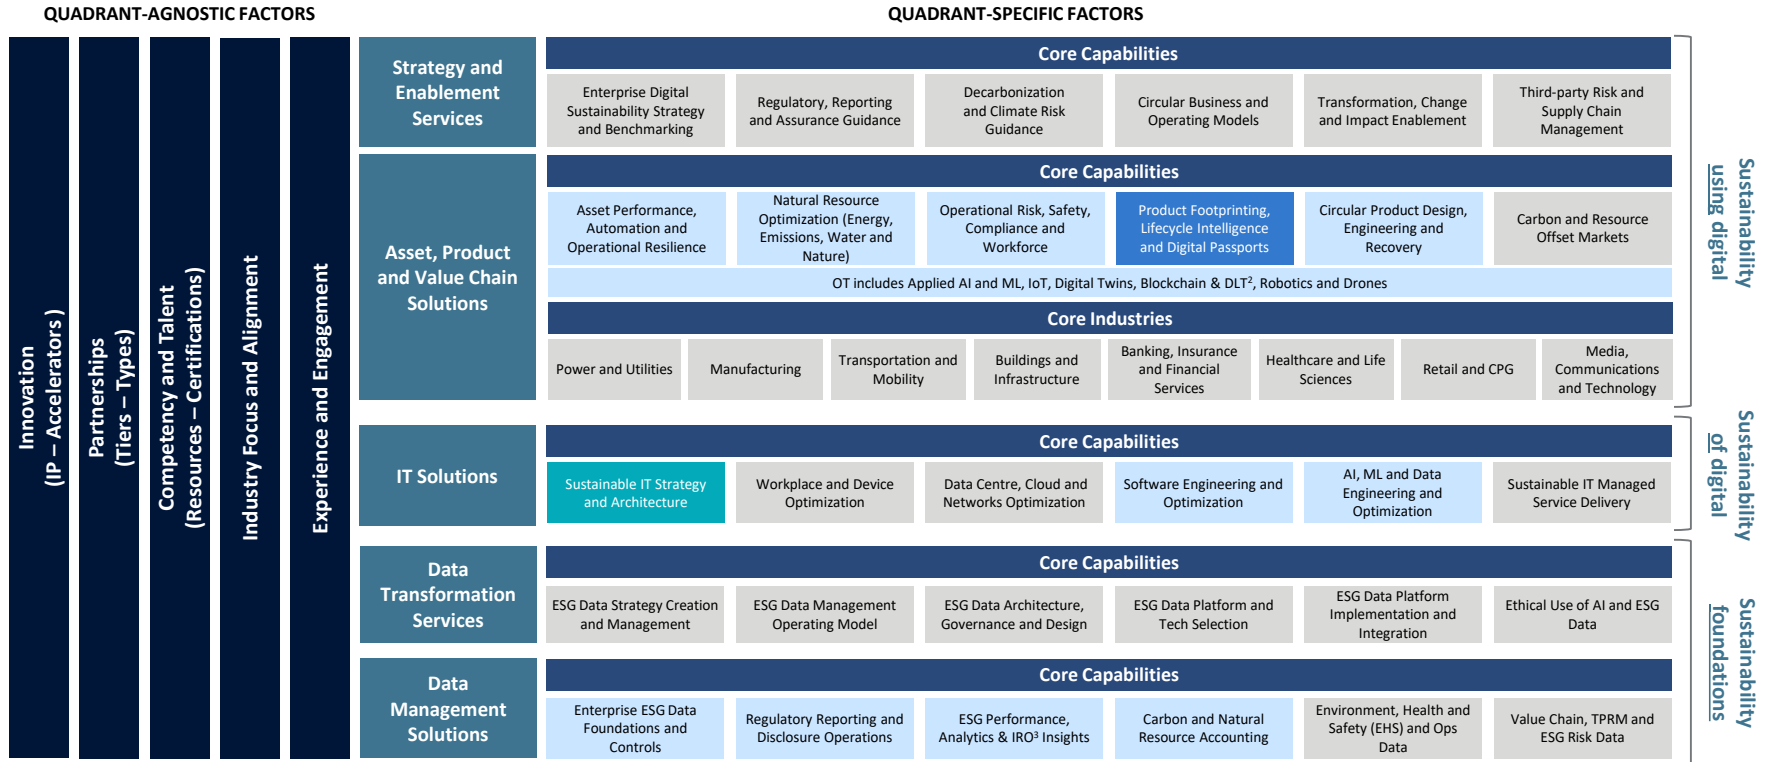 QUADRANT-AGNOSTIC FACTORS
QUADRANT-SPECIFIC FACTORS
Innovation
(IP – Accelerators )
Partnerships
(Tiers – Types)
Competency and Talent
(Resources – Certifications)
Industry Focus and Alignment
Experience and Engagement
Strategy and
Enablement
Services
Core Capabilities
Enterprise Digital
Sustainability Strategy
and Benchmarking
Regulatory, Reporting
and Assurance Guidance
Decarbonization
and Climate Risk
Guidance
Circular Business and
Operating Models
Transformation, Change
and Impact Enablement
Third-party Risk and
Supply Chain
Management
Asset, Product
and Value Chain
Solutions
Core Capabilities
Asset Performance,
Automation and
Operational Resilience
Natural Resource
Optimization (Energy,
Emissions, Water and
Nature)
Operational Risk, Safety,
Compliance and
Workforce
Product Footprinting,
Lifecycle Intelligence
and Digital Passports
Circular Product Design,
Engineering and
Recovery
Carbon and Resource
Offset Markets
OT includes Applied AI and ML, IoT, Digital Twins, Blockchain & DLT², Robotics and Drones
Core Industries
Power and Utilities
Manufacturing
Transportation and
Mobility
Buildings and
Infrastructure
Banking, Insurance
and Financial
Services
Healthcare and Life
Sciences
Retail and CPG
Media,
Communications
and Technology
Sustainability
using digital
IT Solutions
Core Capabilities
Sustainable IT Strategy
and Architecture
Workplace and Device
Optimization
Data Centre, Cloud and
Networks Optimization
Software Engineering and
Optimization
AI, ML and Data
Engineering and
Optimization
Sustainable IT Managed
Service Delivery
Sustainability
of digital
Data
Transformation
Services
Core Capabilities
ESG Data Strategy Creation
and Management
ESG Data Management
Operating Model
ESG Data Architecture,
Governance and Design
ESG Data Platform and
Tech Selection
ESG Data Platform
Implementation and
Integration
Ethical Use of AI and ESG
Data
Data
Management
Solutions
Core Capabilities
Enterprise ESG Data
Foundations and
Controls
Regulatory Reporting and
Disclosure Operations
ESG Performance,
Analytics & IRO³ Insights
Carbon and Natural
Resource Accounting
Environment, Health and
Safety (EHS) and Ops
Data
Value Chain, TPRM and
ESG Risk Data
Sustainability
foundations